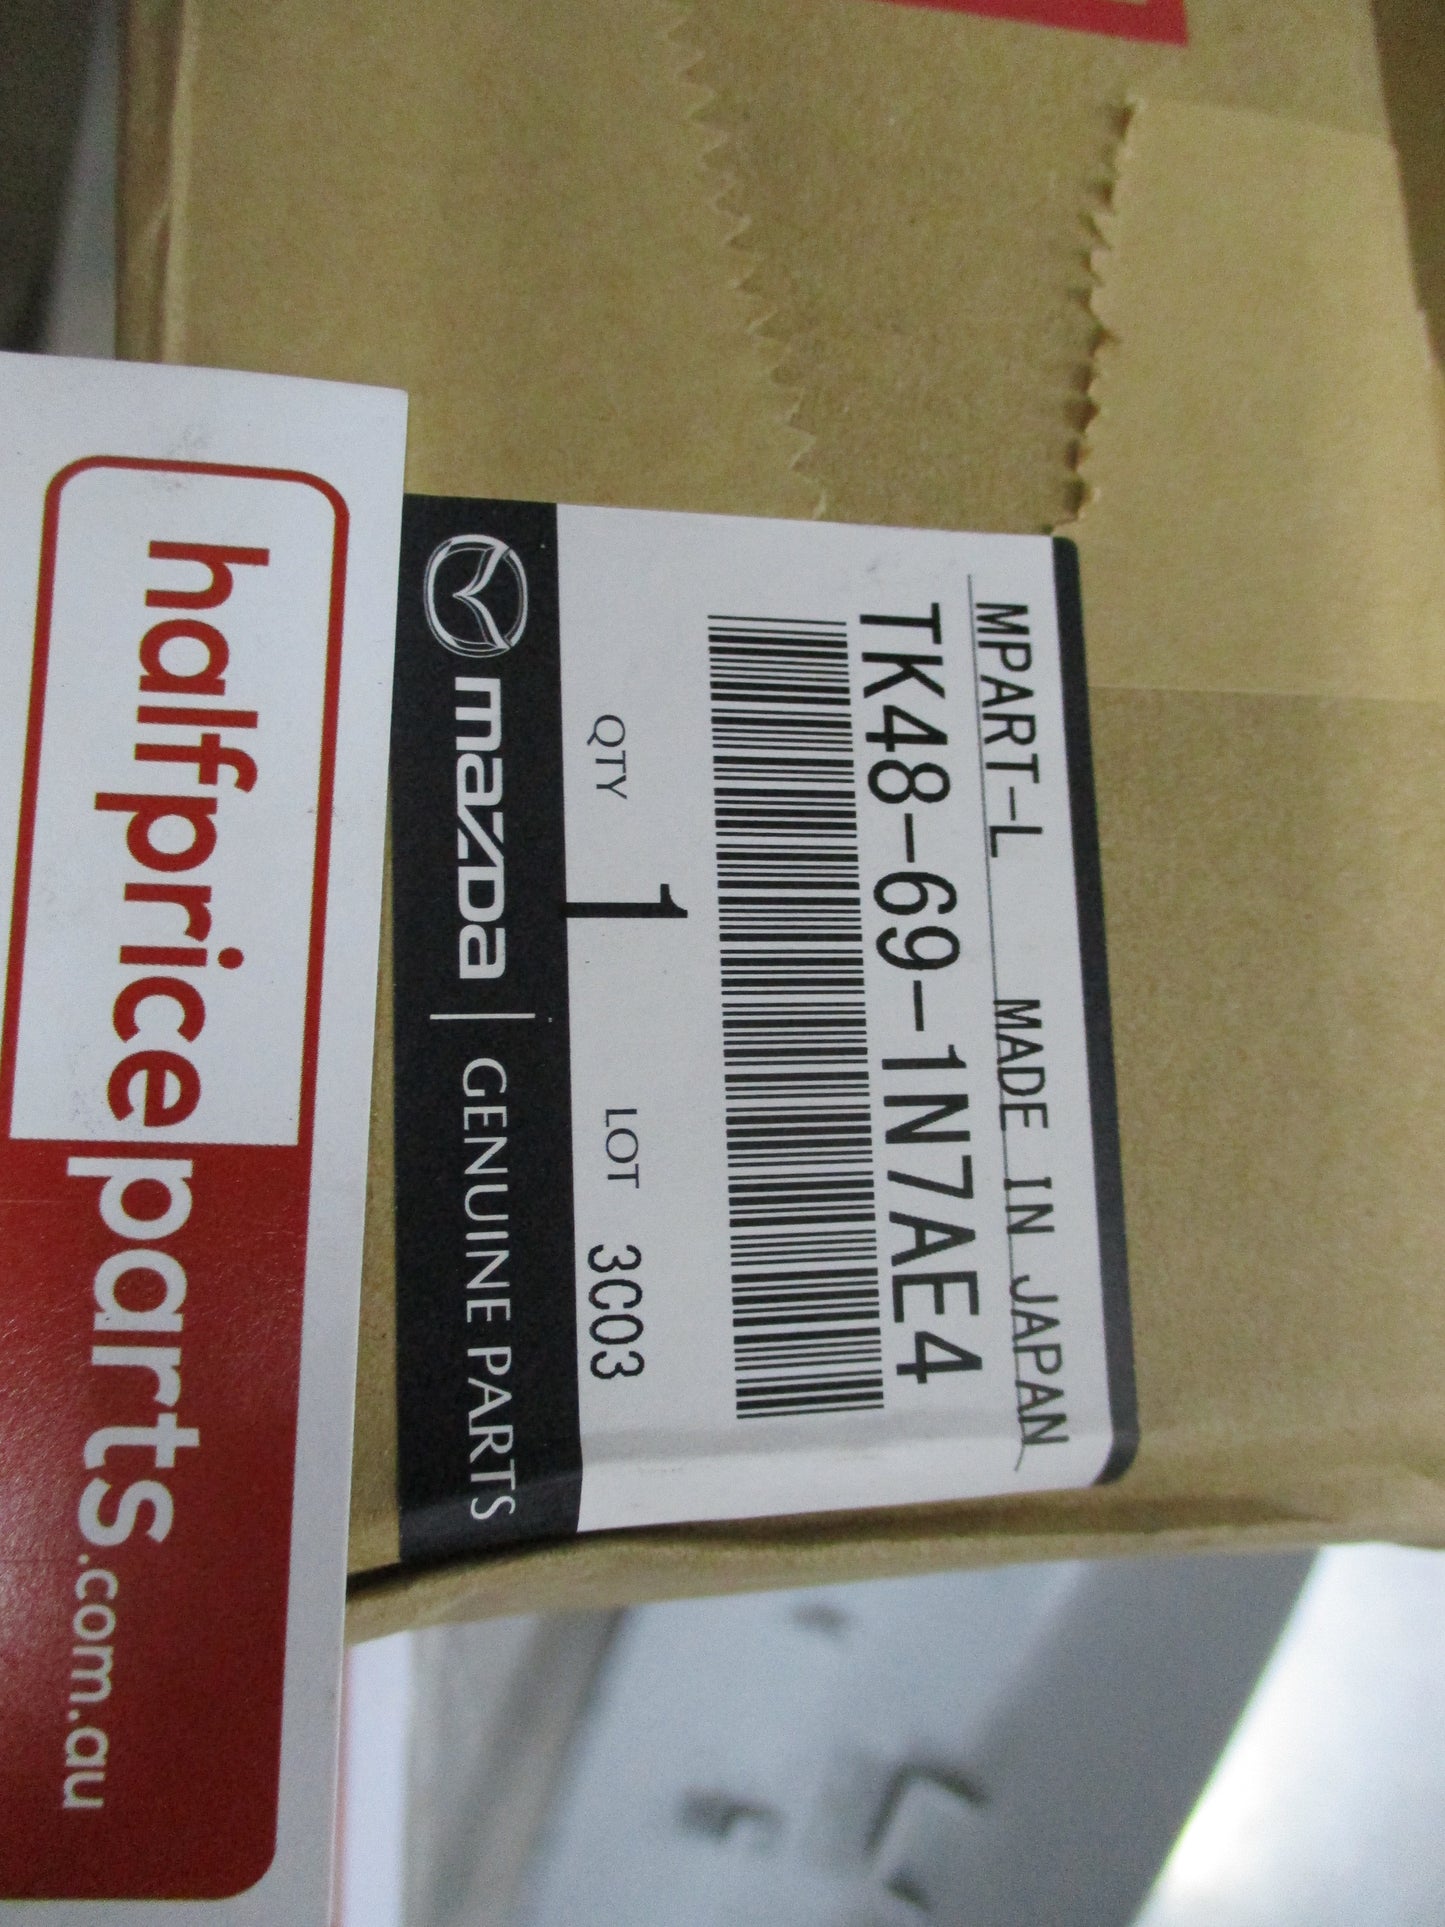 MPART-L MADE IN JAPAN
TK48-69-1N7AE4
QTY 1 LOT 3C03
mazda | GENUINE PARTS
halfpriceparts.com.au